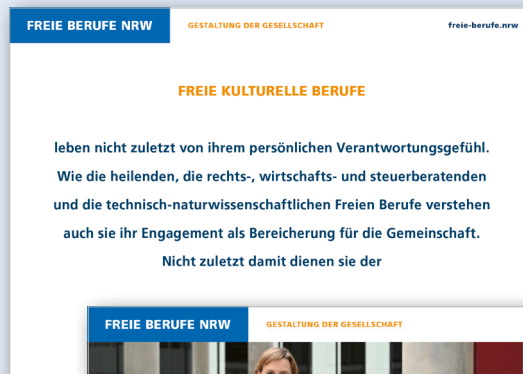 FREIE BERUFE NRW
GESTALTUNG DER GESELLSCHAFT
freie-berufe.nrw
FREIE KULTURELLE BERUFE
leben nicht zuletzt von ihrem persönlichen Verantwortungsgefühl.
Wie die heilenden, die rechts-, wirtschafts- und steuerberatenden
und die technisch-naturwissenschaftlichen Freien Berufe verstehen
auch sie ihr Engagement als Bereicherung für die Gemeinschaft.
Nicht zuletzt damit dienen sie der
FREIE BERUFE NRW
GESTALTUNG DER GESELLSCHAFT